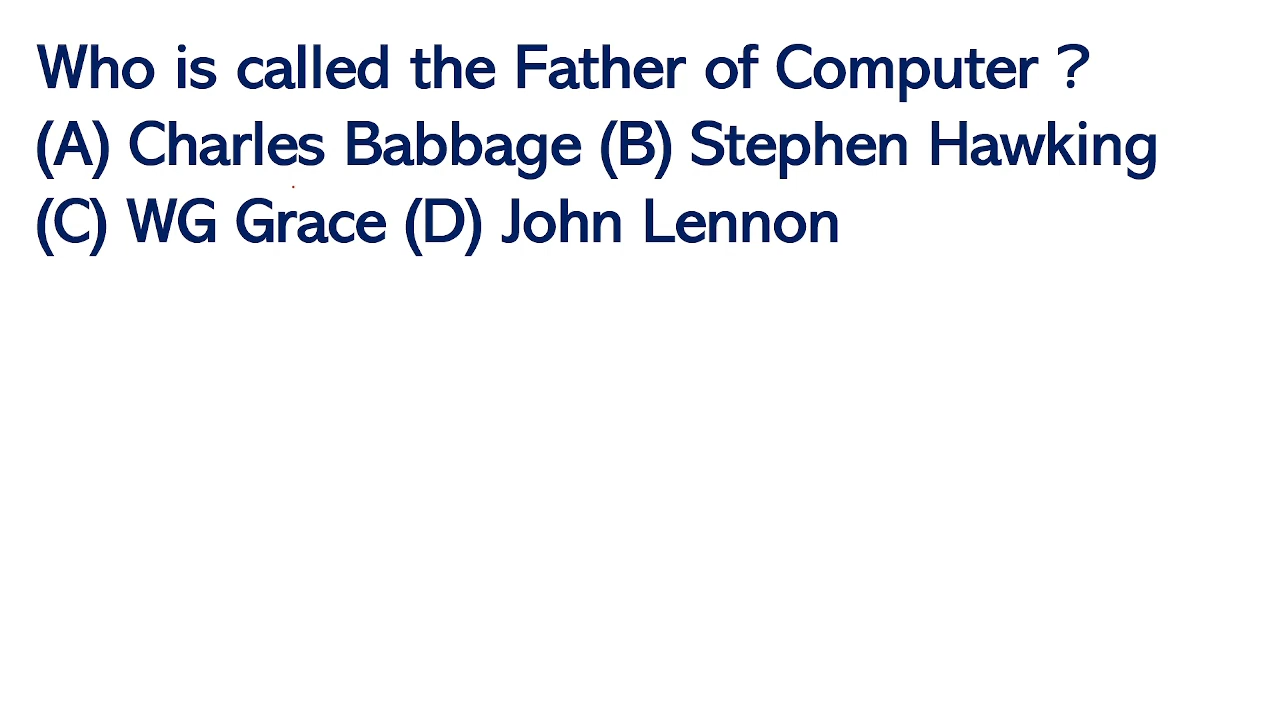 Who is called the Father of Computer ?
(A) Charles Babbage (B) Stephen Hawking
(C) WG Grace (D) John Lennon